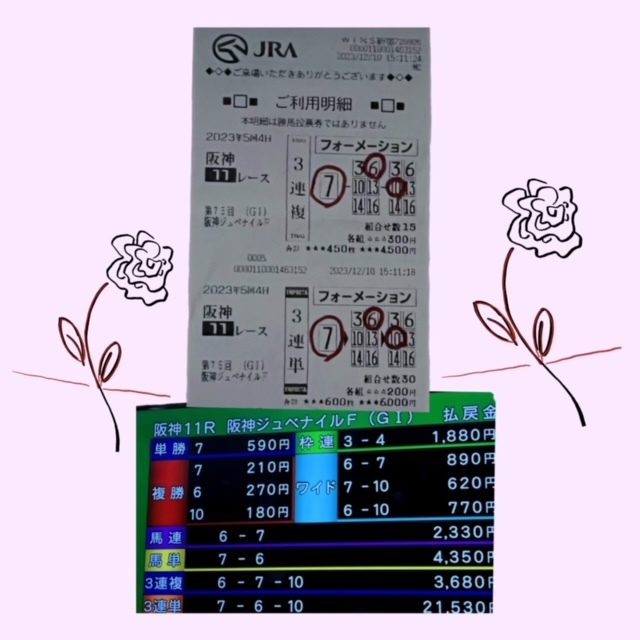 JRA
WINS新宿
2023/12/10 15:11:24
◆◇◆ご来場いただきありがとうございます◆◇◆
■□■ ご利用明細 ■□■
本明細は勝馬投票券ではありません
2023年5回4日
阪神
11レース
第75回 (GI)
阪神ジュベナイルF
3連複
フォーメーション
7
3 6 3 6
10 13 10 13
14 16 14 16
組合せ数15
各組 ☆☆☆300円
合計 ★★★450枚 ★★★4,500円
0005
0000110001463152 2023/12/10 15:11:18
2023年5回4日
阪神
11レース
第75回 (GI)
阪神ジュベナイルF
3連単
フォーメーション
7
3 6 3 6
10 13 10 13
14 16 14 16
組合せ数30
各組 ☆☆☆200円
合計 ★★★600枚 ★★★6,000円
阪神11R 阪神ジュベナイルF (GI) 払戻金
単勝 7 590円 枠連 3-4 1,880円
複勝 7 210円 ワイド 6-7 890円
6 270円 7-10 620円
10 180円 6-10 770円
馬連 6-7 2,330円
馬単 7-6 4,350円
3連複 6-7-10 3,680円
3連単 7-6-10 21,530円